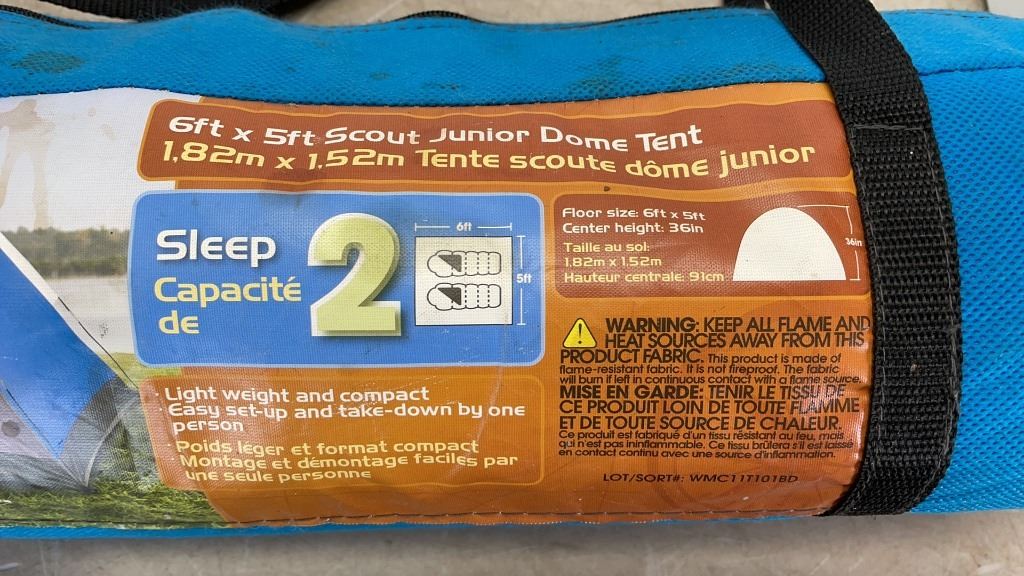 6ft x 5ft Scout Junior Dome Tent
1,82m x 1,52m Tente scoute dôme junior
Sleep
Capacité
de
2
6ft
5ft
Floor size: 6ft x 5ft
Center height: 36in
Taille au sol:
1.82m x 1.52m
Hauteur centrale: 91cm
36in
WARNING: KEEP ALL FLAME AND
HEAT SOURCES AWAY FROM THIS
PRODUCT FABRIC. This product is made of
flame-resistant fabric. It is not fireproof. The fabric
will burn if left in continuous contact with a flame source.
MISE EN GARDE: TENIR LE TISSU DE
CE PRODUIT LOIN DE TOUTE FLAMME
ET DE TOUTE SOURCE DE CHALEUR.
Ce produit est fabriqué d'un tissu résistant au feu, mais
qui n'est pas ininflammable. Ce tissu brûlera s'il est laissé
en contact continu avec une source d'inflammation.
LOT/SORT#: WMC11T101BD
Light weight and compact
Easy set-up and take-down by one
person
Poids léger et format compact
Montage et démontage faciles par
une seule personne